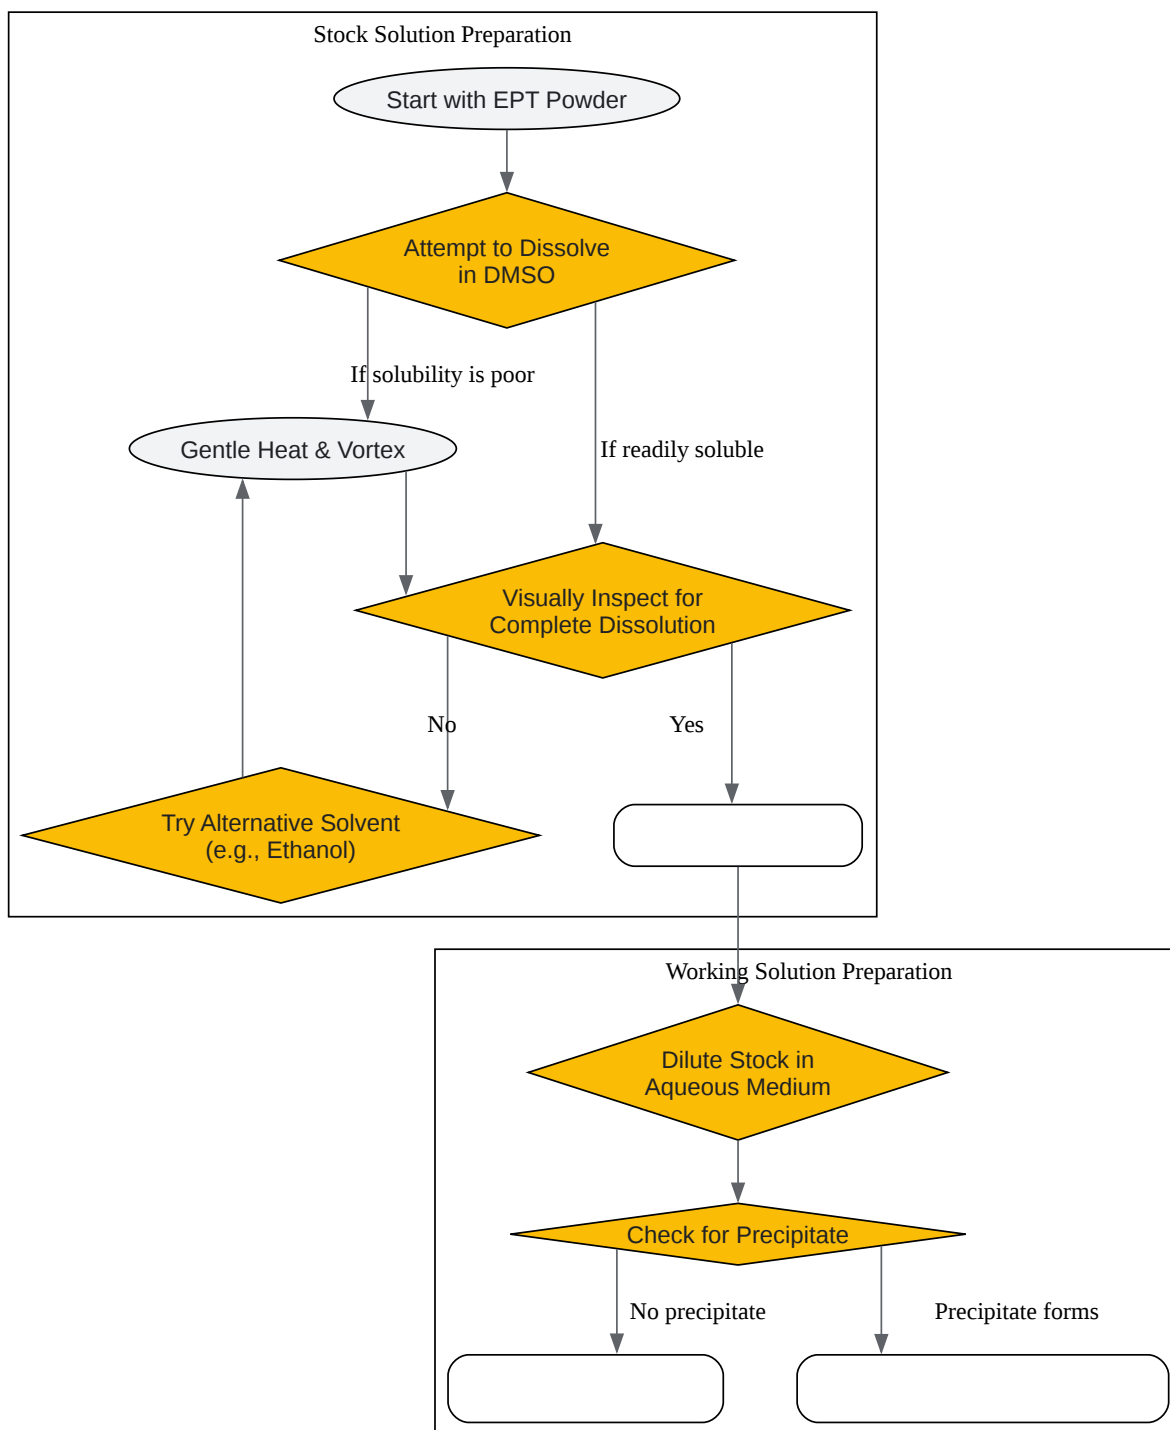 Stock Solution Preparation
Start with EPT Powder
Attempt to Dissolve
in DMSO
If solubility is poor
Gentle Heat & Vortex
If readily soluble
Visually Inspect for
Complete Dissolution
No
Yes
Try Alternative Solvent
(e.g., Ethanol)
Working Solution Preparation
Dilute Stock in
Aqueous Medium
Check for Precipitate
No precipitate
Precipitate forms